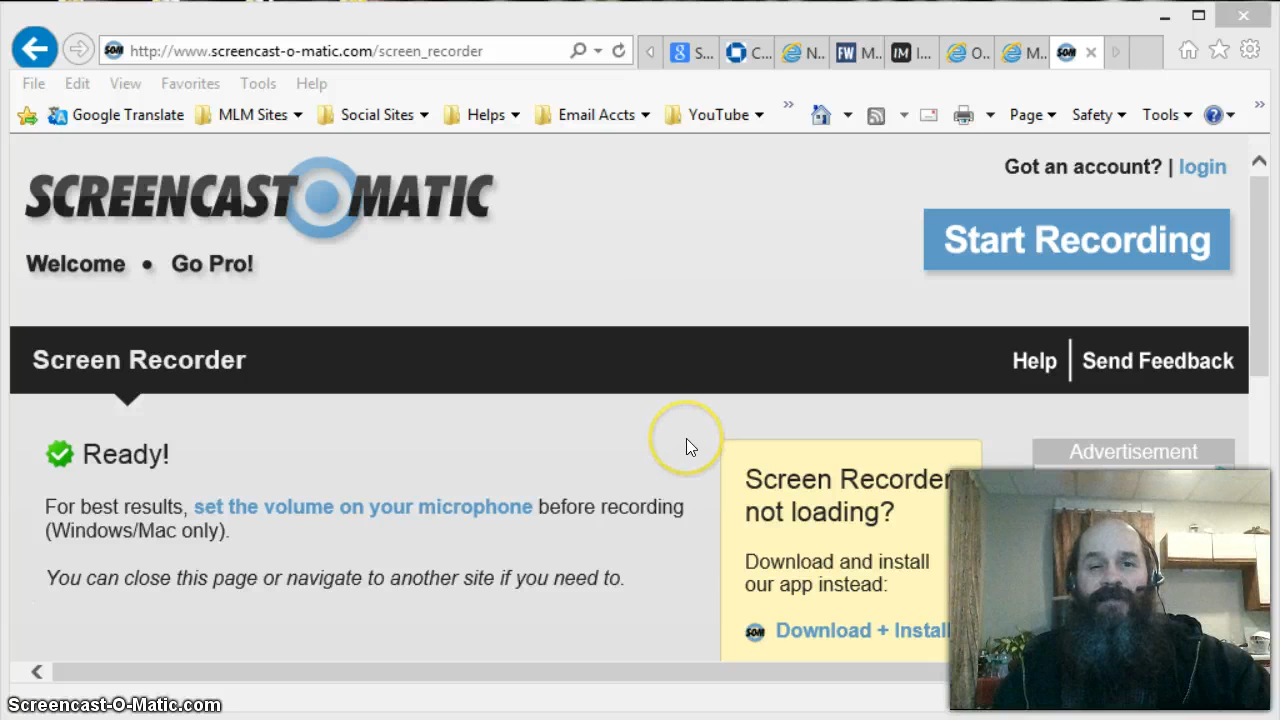 http://www.screencast-o-matic.com/screen_recorder
S...
C...
N...
M...
I...
O...
M...
SOM
File Edit View Favorites Tools Help
Google Translate MLM Sites Social Sites Helps Email Accts YouTube » Page Safety Tools »
Got an account? | login
SCREENCAST O MATIC
Start Recording
Welcome • Go Pro!
Screen Recorder
Help | Send Feedback
Ready!
For best results, set the volume on your microphone before recording
(Windows/Mac only).
You can close this page or navigate to another site if you need to.
Screen Recorder
not loading?
Download and install
our app instead:
SOM Download + Install
Advertisement
Screencast-O-Matic.com